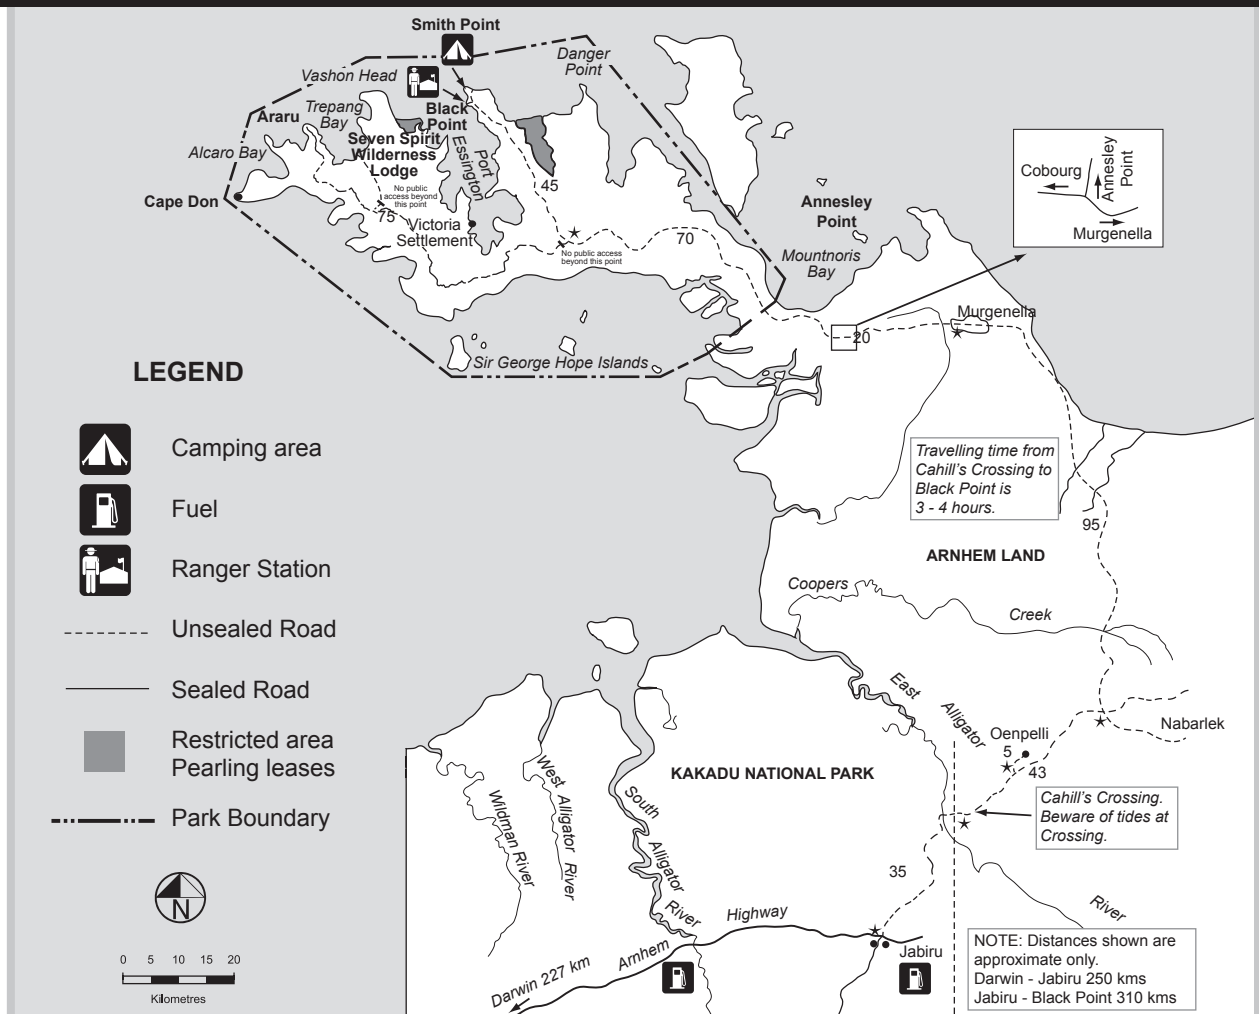 Smith Point
Danger
Point
Vashon Head
Trepang
Bay
Araru
Black
Point
Seven Spirit
Wilderness
Lodge
Alcaro Bay
Port
Essington
No public
access beyond
this point
45
75
Cape Don
Victoria
Settlement
No public access
beyond this point
70
Annesley
Point
Mountnoris
Bay
Cobourg
Annesley
Point
Murgenella
Murgenella
20
Sir George Hope Islands
LEGEND
Camping area
Fuel
Ranger Station
Unsealed Road
Sealed Road
Restricted area
Pearling leases
Park Boundary
N
0 5 10 15 20
Kilometres
Travelling time from
Cahill's Crossing to
Black Point is
3 - 4 hours.
95
ARNHEM LAND
Coopers
Creek
East
Alligator
River
Nabarlek
Oenpelli
5
43
KAKADU NATIONAL PARK
Cahill's Crossing.
Beware of tides at
Crossing.
West Alligator River
Wildman River
South
Alligator
River
35
Arnhem
Highway
Darwin 227 km
Jabiru
NOTE: Distances shown are
approximate only.
Darwin - Jabiru 250 kms
Jabiru - Black Point 310 kms